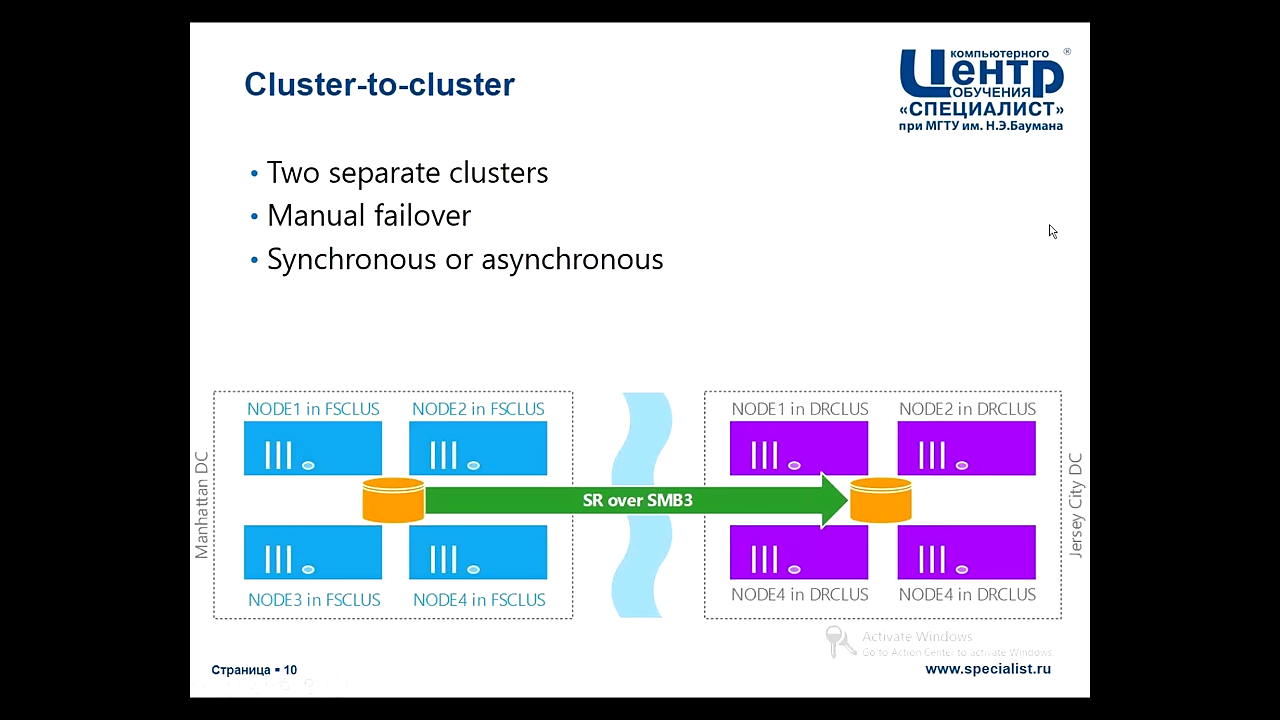 Cluster-to-cluster
компьютерного
Центр
ОБУЧЕНИЯ
®
«СПЕЦИАЛИСТ»
при МГТУ им. Н.Э.Баумана
• Two separate clusters
• Manual failover
• Synchronous or asynchronous
Manhattan DC
NODE1 in FSCLUS
NODE2 in FSCLUS
NODE3 in FSCLUS
NODE4 in FSCLUS
SR over SMB3
NODE1 in DRCLUS
NODE2 in DRCLUS
NODE4 in DRCLUS
NODE4 in DRCLUS
Jersey City DC
Activate Windows
Go to Action Center to activate Windows.
Страница ▪ 10
www.specialist.ru